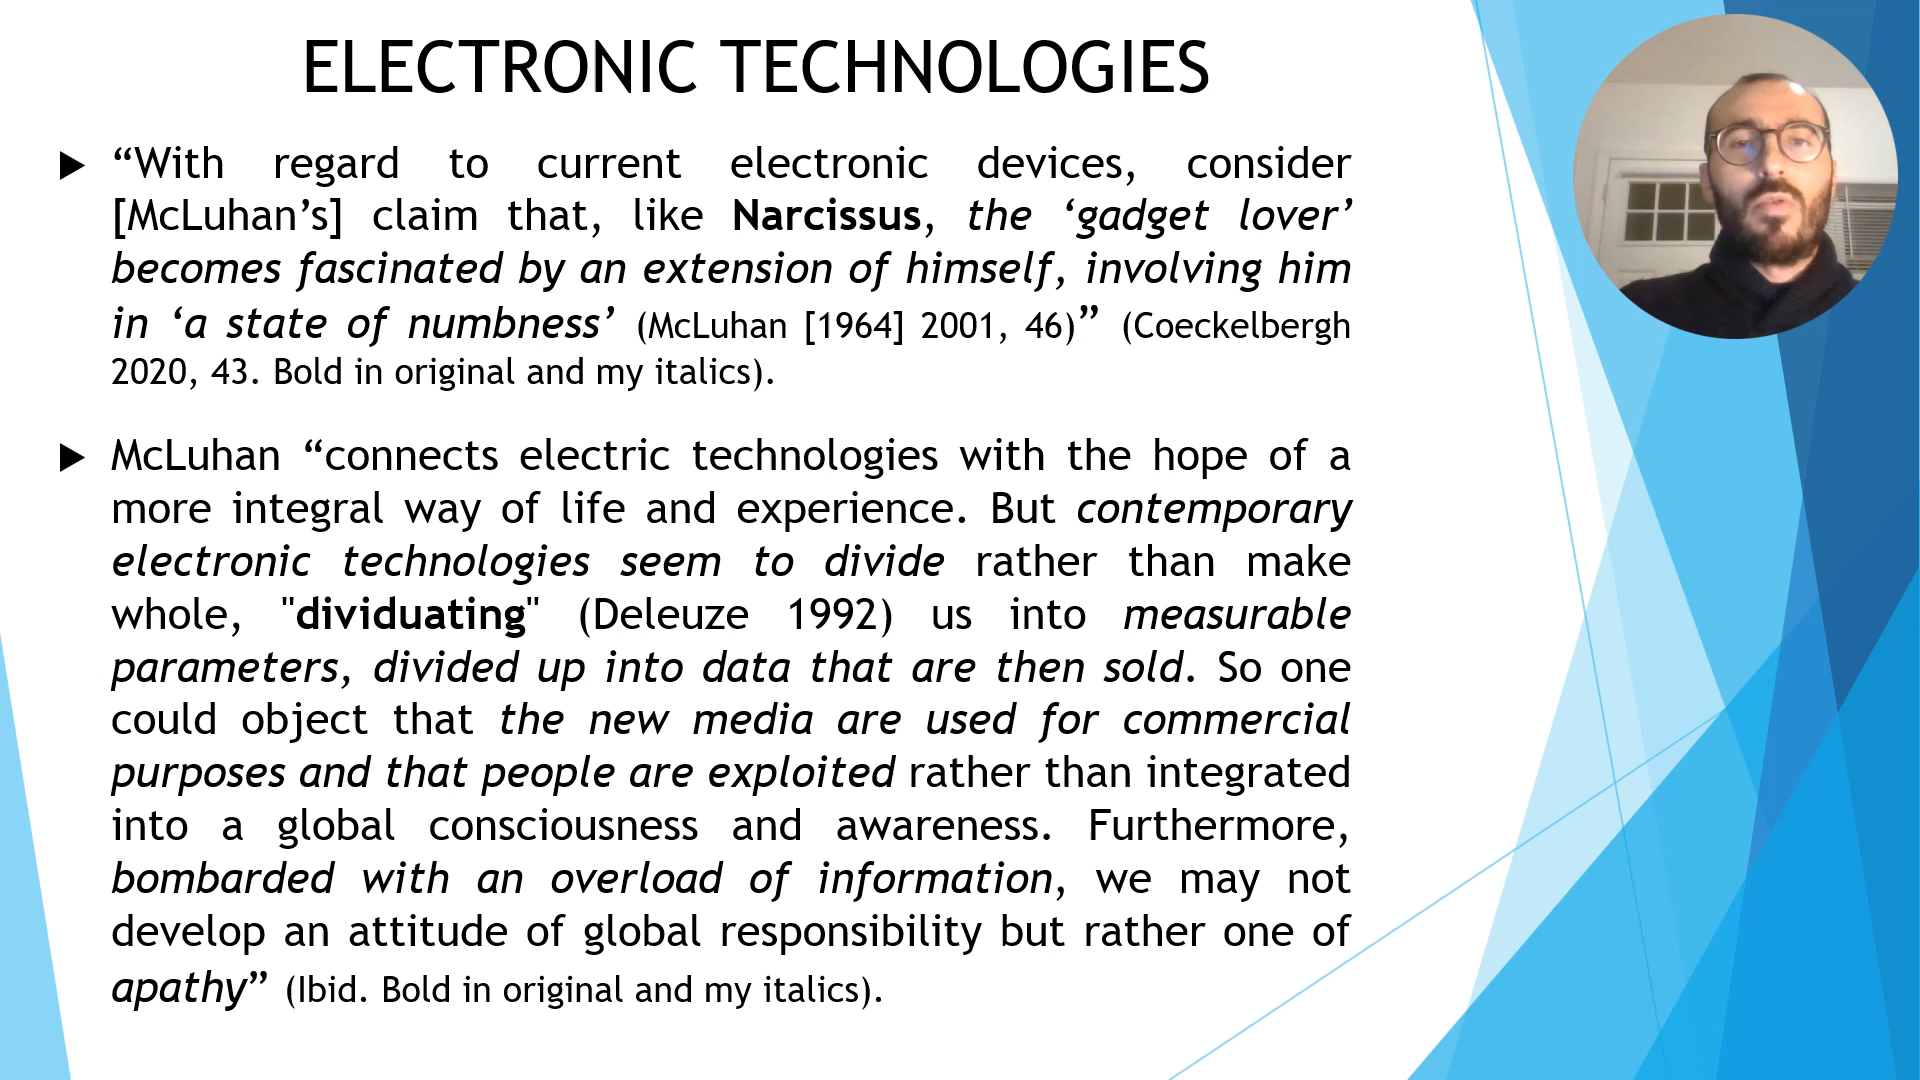 ELECTRONIC TECHNOLOGIES
“With regard to current electronic devices, consider
[McLuhan’s] claim that, like Narcissus, the ‘gadget lover’
becomes fascinated by an extension of himself, involving him
in ‘a state of numbness’ (McLuhan [1964] 2001, 46)” (Coeckelbergh
2020, 43. Bold in original and my italics).
McLuhan “connects electric technologies with the hope of a
more integral way of life and experience. But contemporary
electronic technologies seem to divide rather than make
whole, "dividuating" (Deleuze 1992) us into measurable
parameters, divided up into data that are then sold. So one
could object that the new media are used for commercial
purposes and that people are exploited rather than integrated
into a global consciousness and awareness. Furthermore,
bombarded with an overload of information, we may not
develop an attitude of global responsibility but rather one of
apathy” (Ibid. Bold in original and my italics).